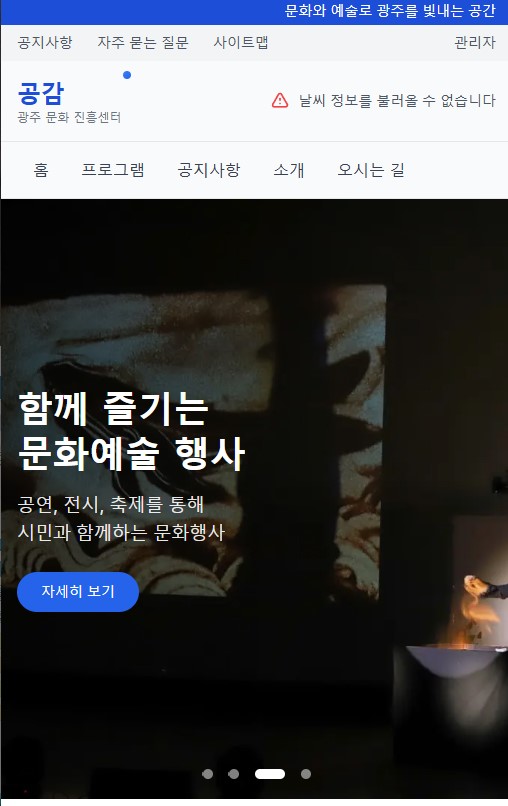 문화와 예술로 광주를 빛내는 공간
공지사항 자주 묻는 질문 사이트맵 관리자
공감
광주 문화 진흥센터
날씨 정보를 불러올 수 없습니다
홈 프로그램 공지사항 소개 오시는 길
함께 즐기는
문화예술 행사
공연, 전시, 축제를 통해
시민과 함께하는 문화행사
자세히 보기